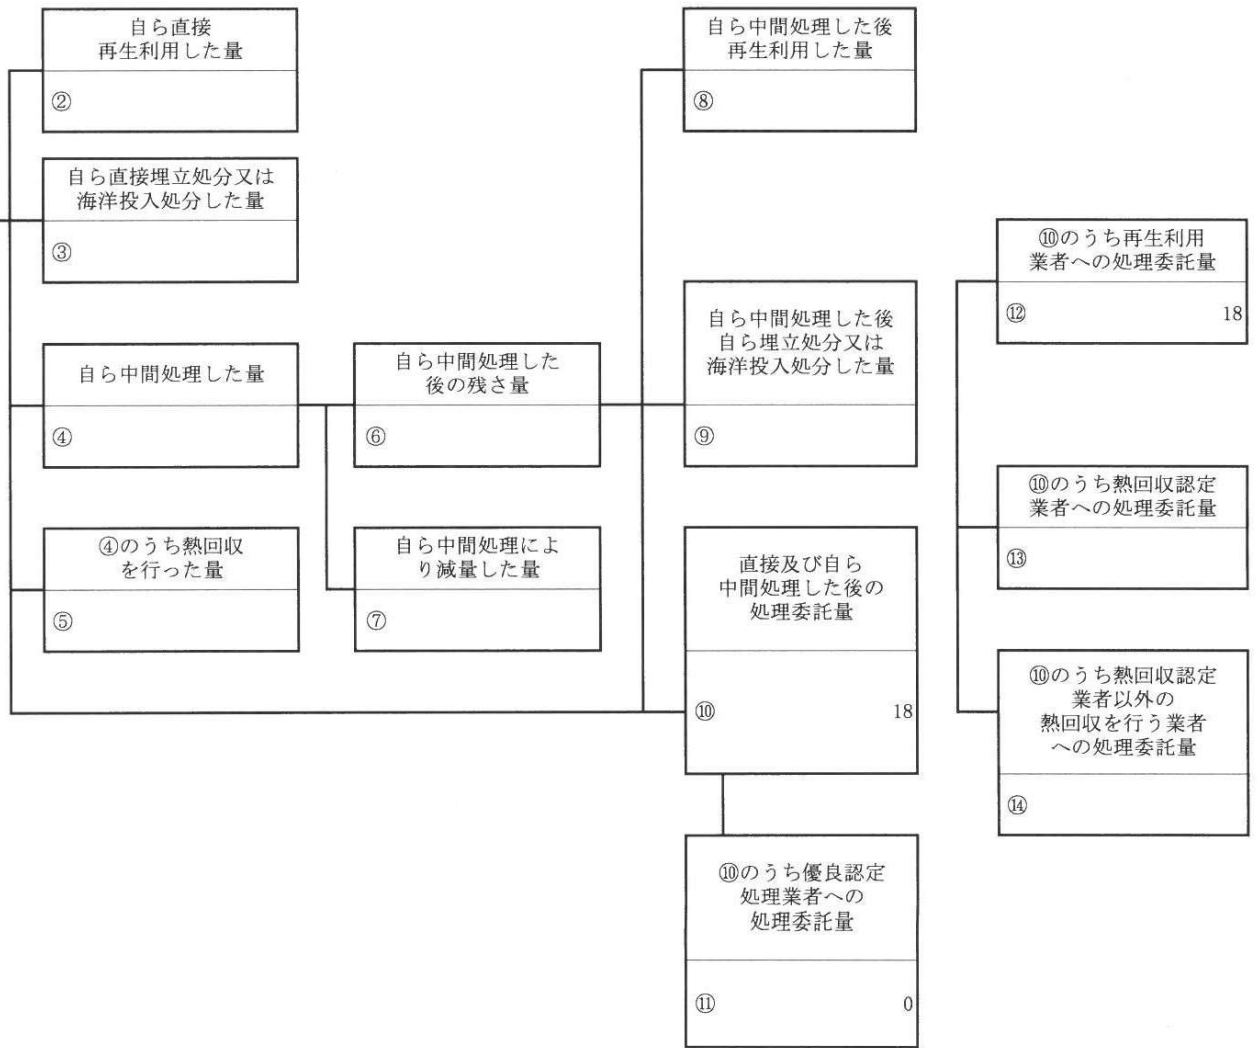 自ら直接
再生利用した量
②
自ら直接埋立処分又は
海洋投入処分した量
③
自ら中間処理した量
④
④のうち熱回収
を行った量
⑤
自ら中間処理した
後の残さ量
⑥
自ら中間処理によ
り減量した量
⑦
自ら中間処理した後
再生利用した量
⑧
自ら中間処理した後
自ら埋立処分又は
海洋投入処分した量
⑨
直接及び自ら
中間処理した後の
処理委託量
⑩ 18
⑩のうち優良認定
処理業者への
処理委託量
⑪ 0
⑩のうち再生利用
業者への処理委託量
⑫ 18
⑩のうち熱回収認定
業者への処理委託量
⑬
⑩のうち熱回収認定
業者以外の
熱回収を行う業者
への処理委託量
⑭